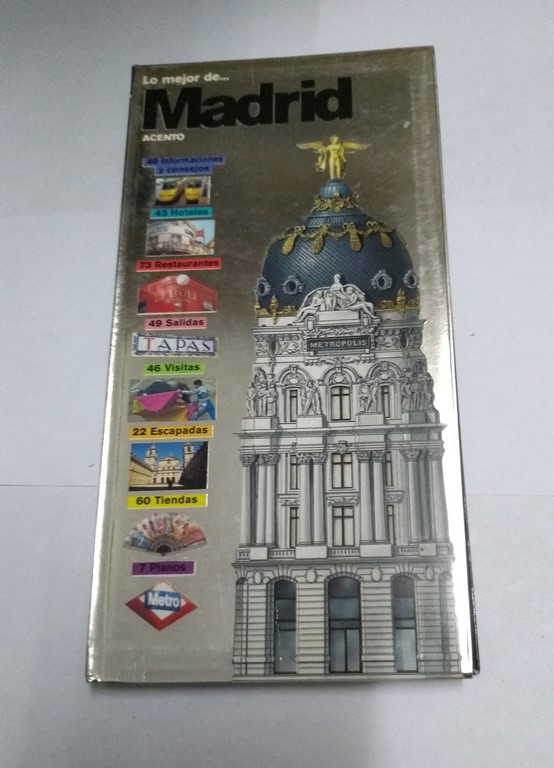 Lo mejor de...
Madrid
ACENTO
46 Informaciones
y consejos
43 Hoteles
73 Restaurantes
49 Salidas
TAPAS
46 Visitas
22 Escapadas
60 Tiendas
7 Planos
Metro
METROPOLIS